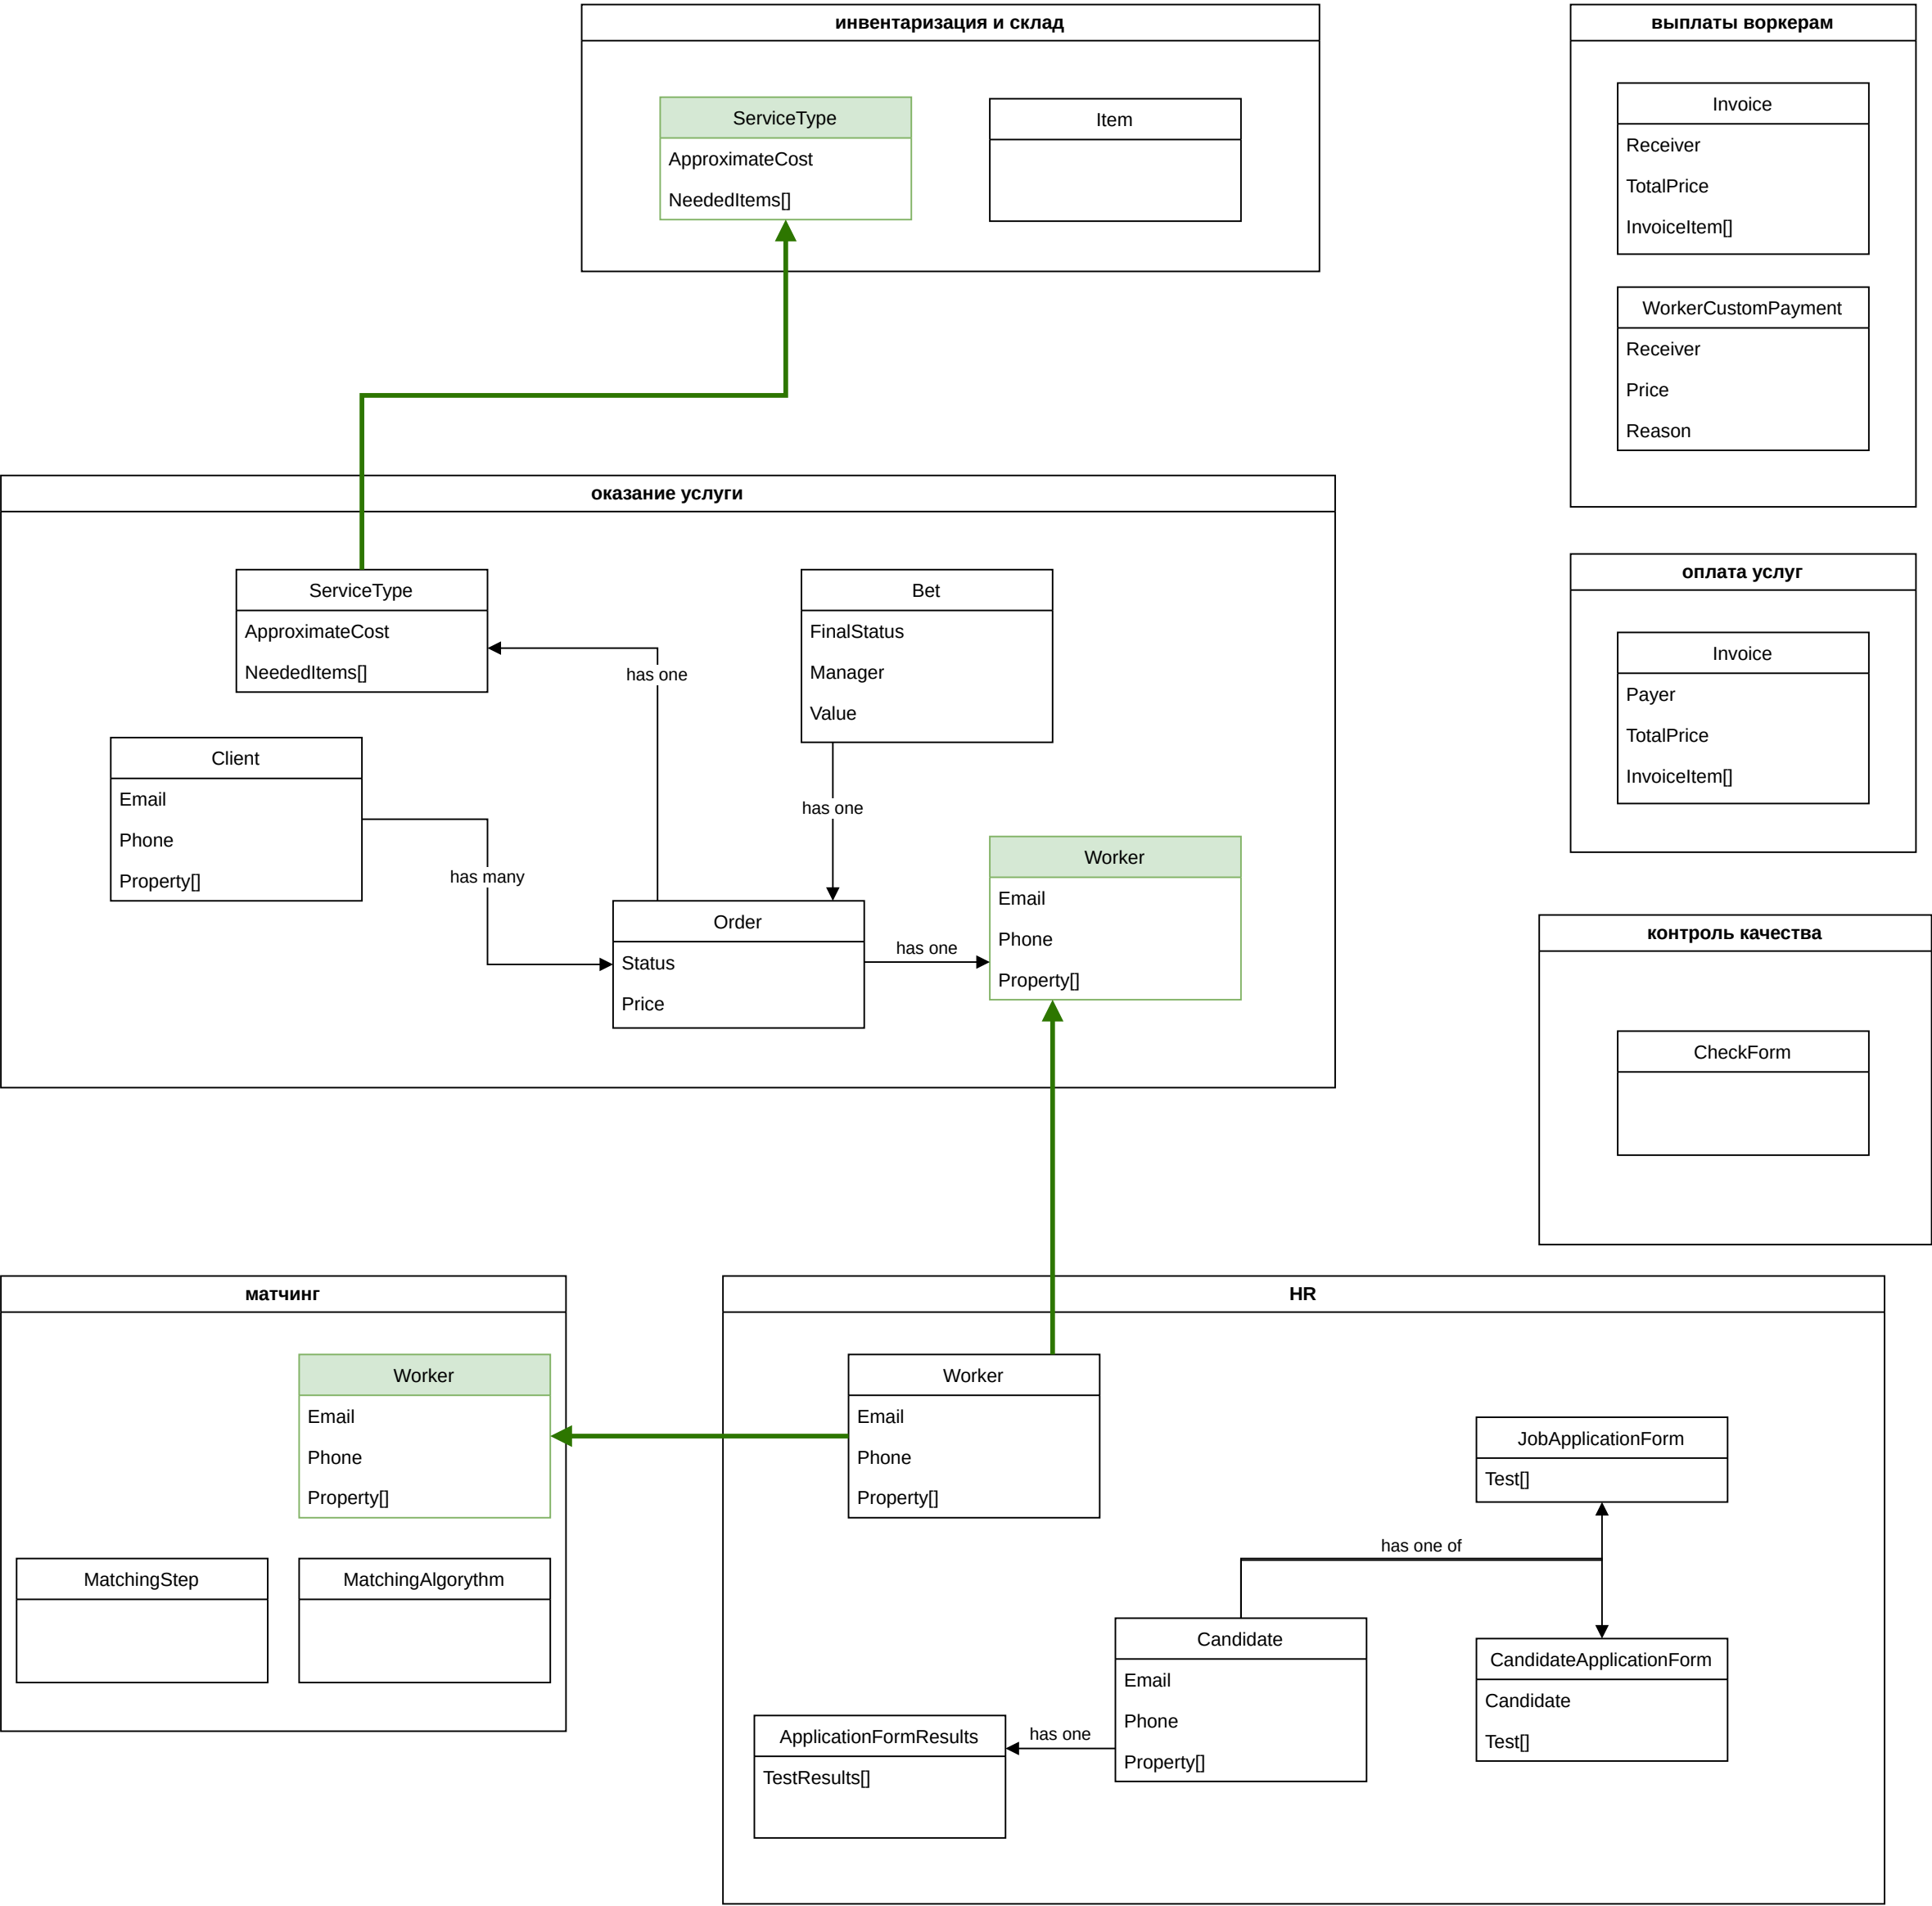 инвентаризация и склад
ServiceType
ApproximateCost
NeededItems[]
Item
выплаты воркерам
Invoice
Receiver
TotalPrice
InvoiceItem[]
WorkerCustomPayment
Receiver
Price
Reason
оказание услуги
ServiceType
ApproximateCost
NeededItems[]
has one
Bet
FinalStatus
Manager
Value
has one
Client
Email
Phone
Property[]
has many
Order
Status
Price
has one
Worker
Email
Phone
Property[]
оплата услуг
Invoice
Payer
TotalPrice
InvoiceItem[]
контроль качества
CheckForm
матчинг
Worker
Email
Phone
Property[]
MatchingStep
MatchingAlgorythm
HR
Worker
Email
Phone
Property[]
JobApplicationForm
Test[]
has one of
Candidate
Email
Phone
Property[]
CandidateApplicationForm
Candidate
Test[]
has one
ApplicationFormResults
TestResults[]